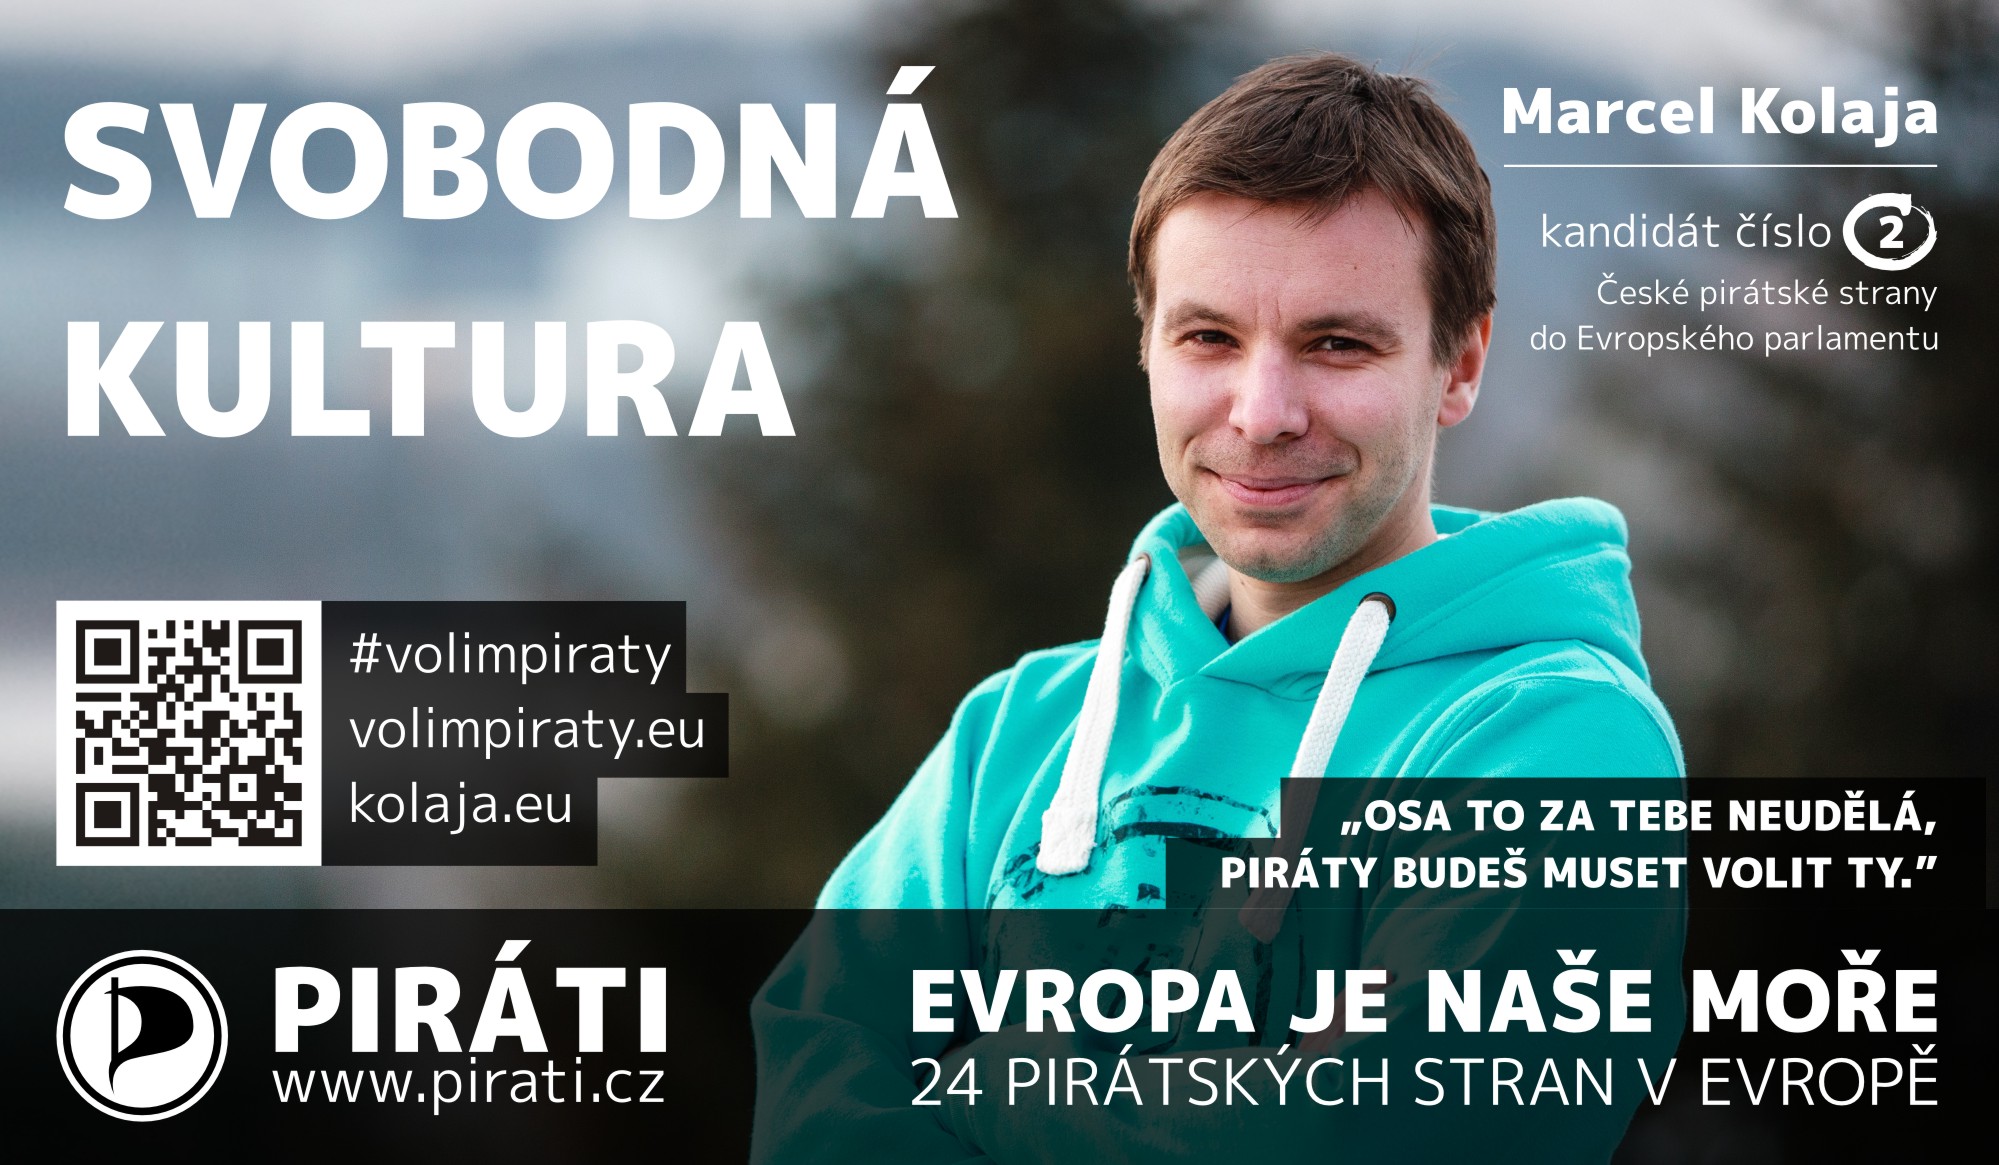 SVOBODNÁ
KULTURA
Marcel Kolaja
kandidát číslo 2
České pirátské strany
do Evropského parlamentu
#volimpiraty
volimpiraty.eu
kolaja.eu
„OSA TO ZA TEBE NEUDĚLÁ,
PIRÁTY BUDEŠ MUSET VOLIT TY.”
PIRÁTI
www.pirati.cz
EVROPA JE NAŠE MOŘE
24 PIRÁTSKÝCH STRAN V EVROPĚ